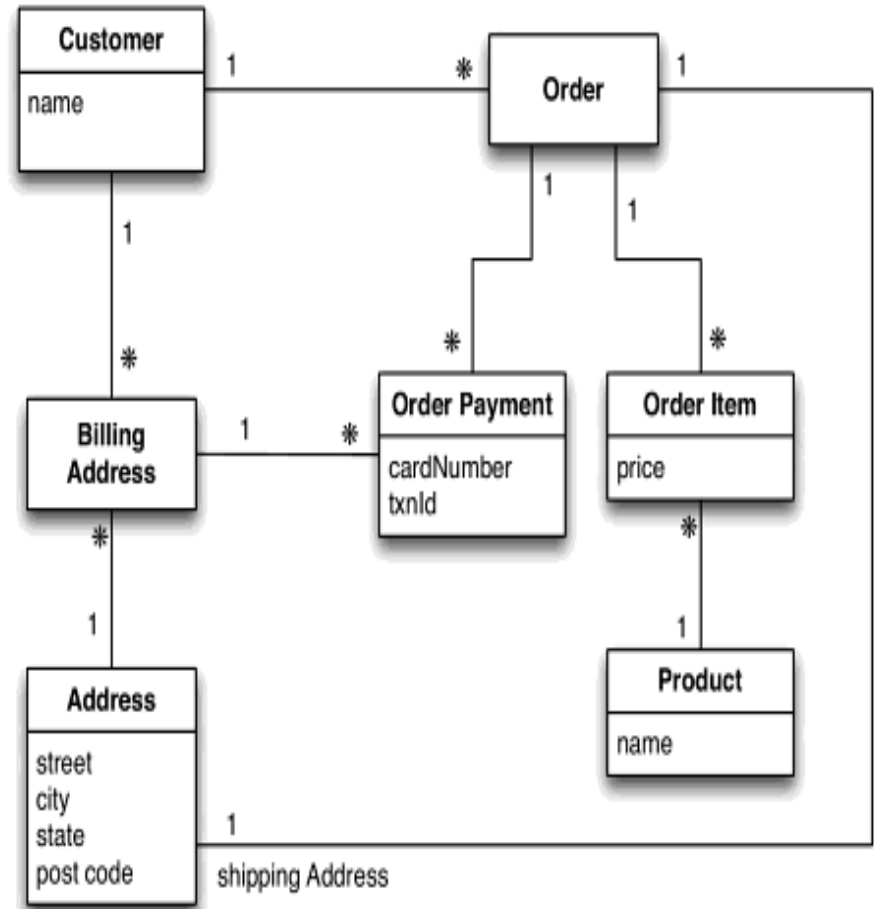 Customer
name
1
*
Order
1
1
1
1
*
*
*
Billing
Address
1
*
Order Payment
cardNumber
txnId
Order Item
price
*
*
1
1
Address
street
city
state
post code
Product
name
1
shipping Address